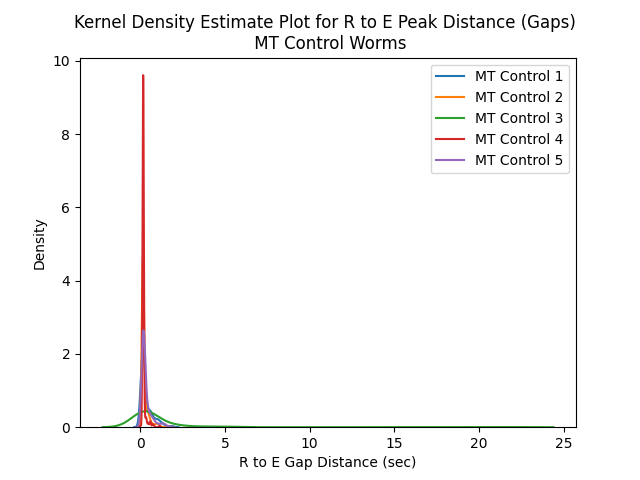 Kernel Density Estimate Plot for R to E Peak Distance (Gaps)
MT Control Worms
10
8
6
4
2
0
Density
MT Control 1
MT Control 2
MT Control 3
MT Control 4
MT Control 5
0 5 10 15 20 25
R to E Gap Distance (sec)